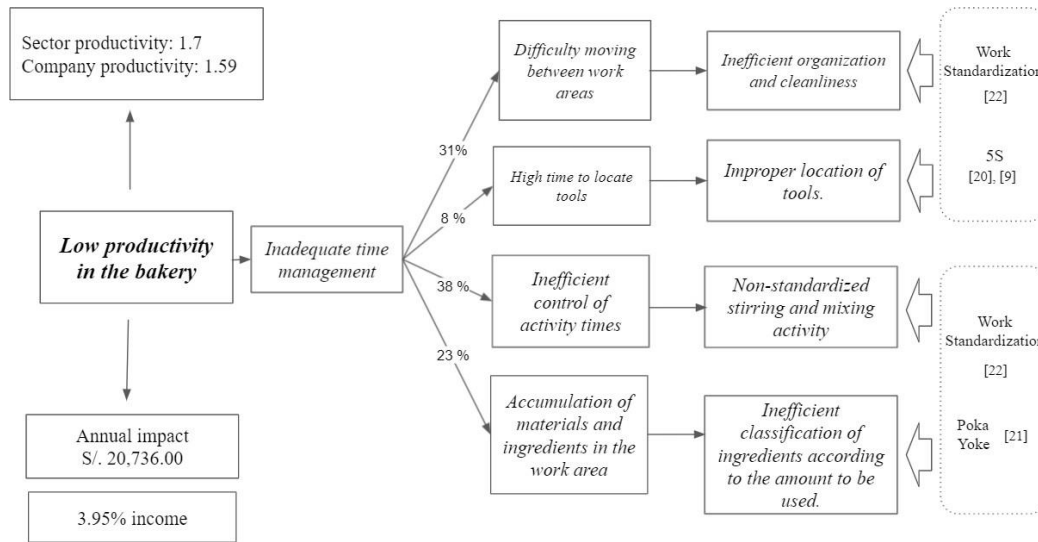 Sector productivity: 1.7
Company productivity: 1.59
Low productivity
in the bakery
Annual impact
S/. 20,736.00
3.95% income
Inadequate time
management
31%
8 %
38 %
23 %
Difficulty moving
between work
areas
High time to locate
tools
Inefficient
control of
activity times
Accumulation of
materials and
ingredients in the
work area
Inefficient organization
and cleanliness
Improper location of
tools.
Non-standardized
stirring and mixing
activity
Inefficient
classification of
ingredients according
to the amount to be
used.
Work
Standardization
[22]
5S
[20], [9]
Work
Standardization
[22]
Poka
Yoke
[21]